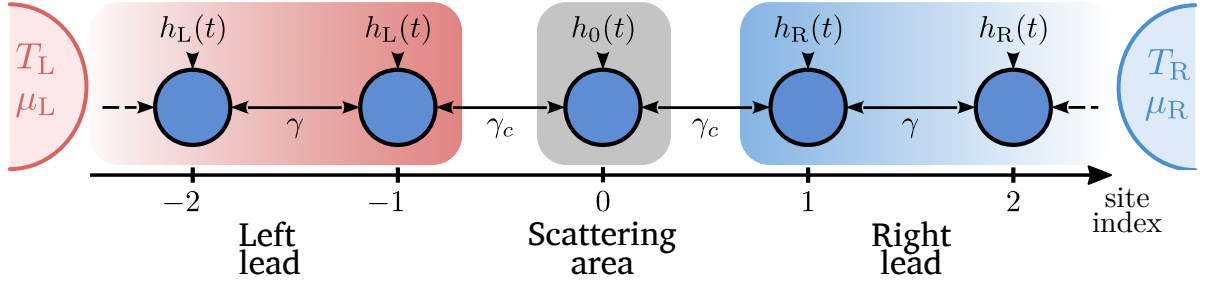 h_L(t) h_L(t) h_0(t) h_R(t) h_R(t)
T_L
μ_L
T_R
μ_R
γ γ_c γ_c γ
−2 −1 0 1 2
site
index
Left
lead
Scattering
area
Right
lead